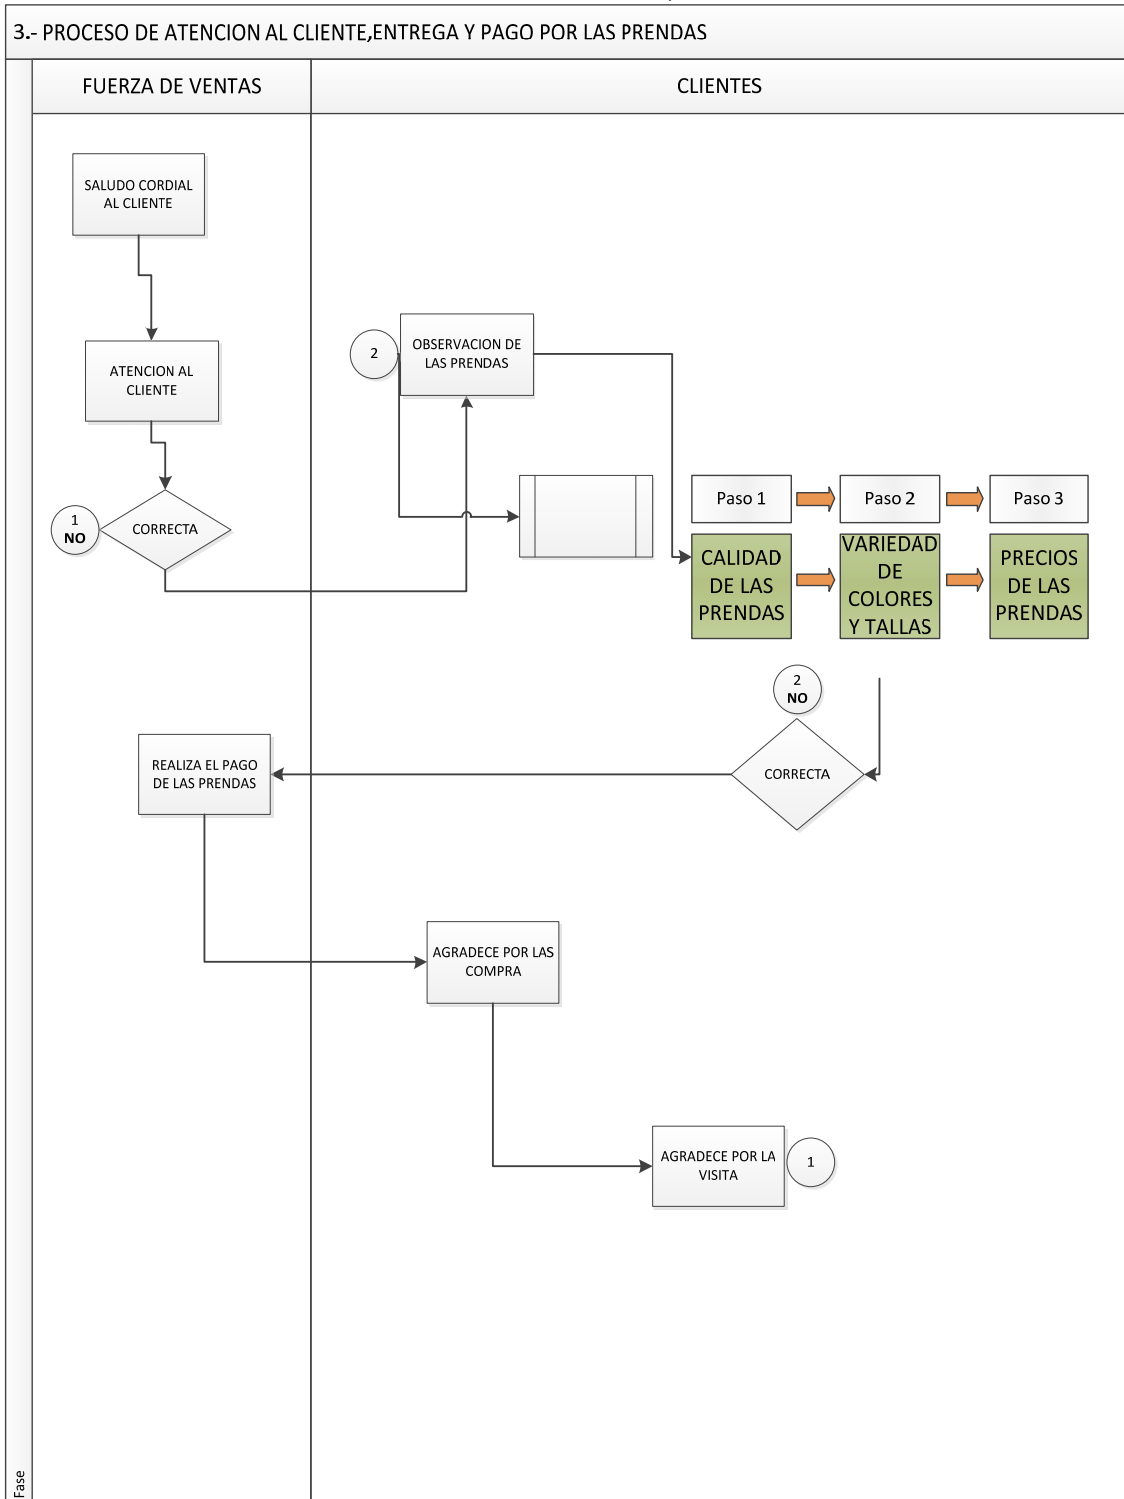 3.- PROCESO DE ATENCION AL CLIENTE,ENTREGA Y PAGO POR LAS PRENDAS
FUERZA DE VENTAS
CLIENTES
SALUDO CORDIAL
AL CLIENTE
2
OBSERVACION DE
LAS PRENDAS
ATENCION AL
CLIENTE
Paso 1
Paso 2
Paso 3
1
NO
CORRECTA
CALIDAD
DE LAS
PRENDAS
VARIEDAD
DE
COLORES
Y TALLAS
PRECIOS
DE LAS
PRENDAS
2
NO
CORRECTA
REALIZA EL PAGO
DE LAS PRENDAS
AGRADECE POR LAS
COMPRA
AGRADECE POR LA
VISITA
1
Fase